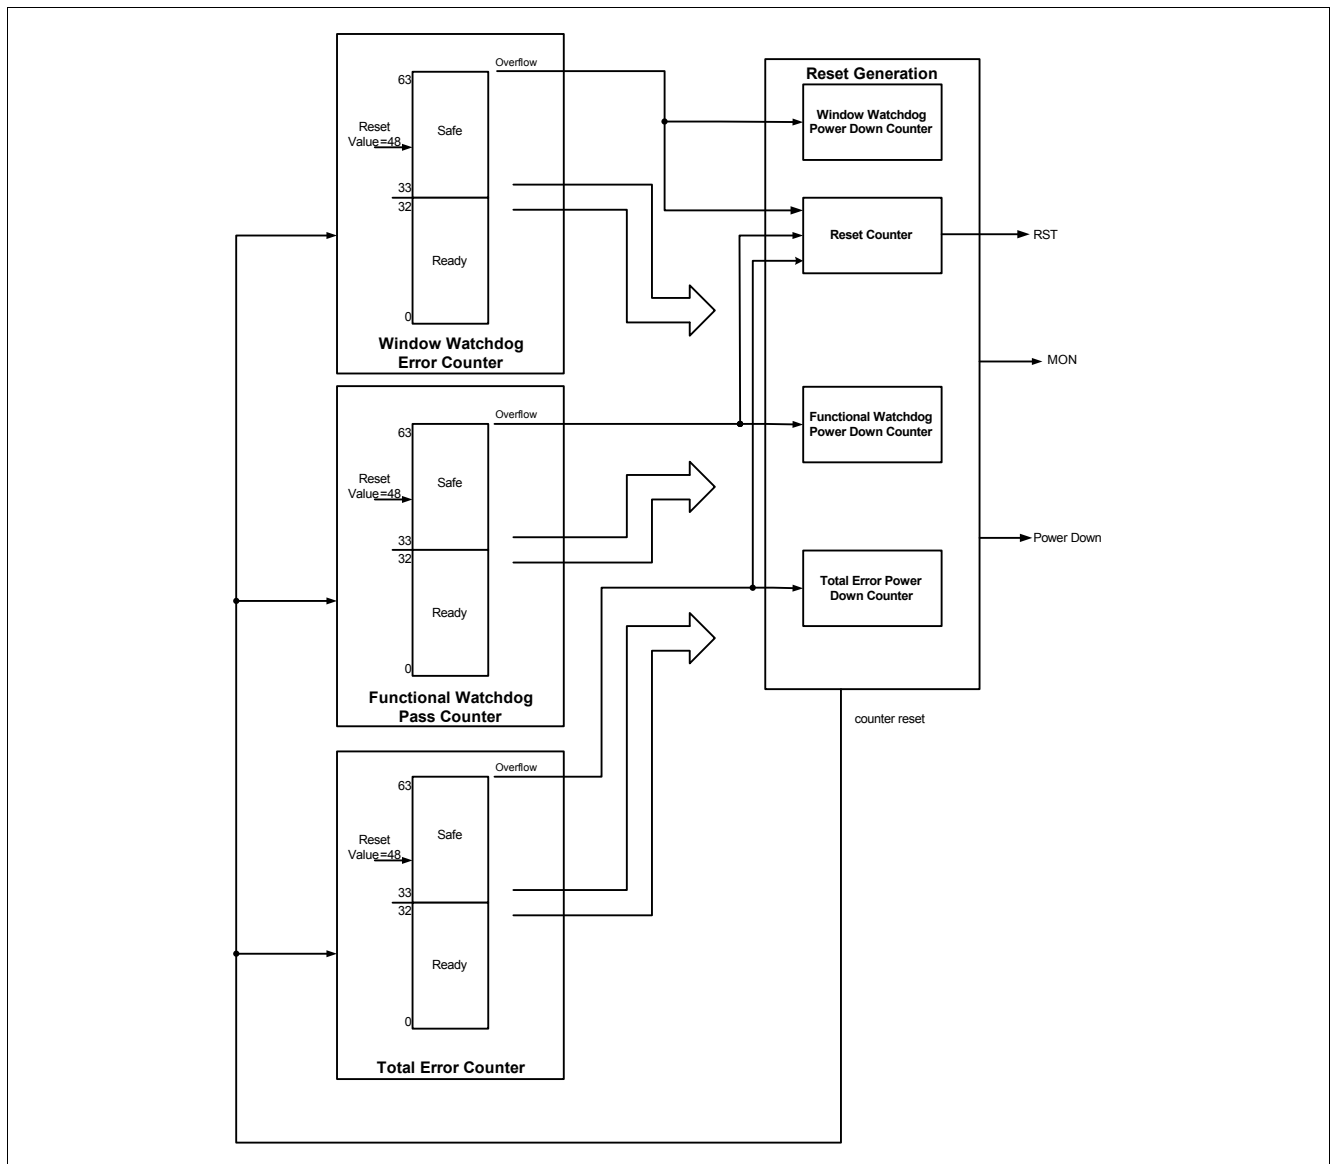 Overflow
63
Safe
Reset
Value=48
33
32
Ready
0
Window Watchdog
Error Counter
Overflow
63
Safe
Reset
Value=48
33
32
Ready
0
Functional Watchdog
Pass Counter
Overflow
63
Safe
Reset
Value=48
33
32
Ready
0
Total Error Counter
Reset Generation
Window Watchdog
Power Down Counter
Reset Counter
Functional Watchdog
Power Down Counter
Total Error Power
Down Counter
RST
MON
Power Down
counter reset